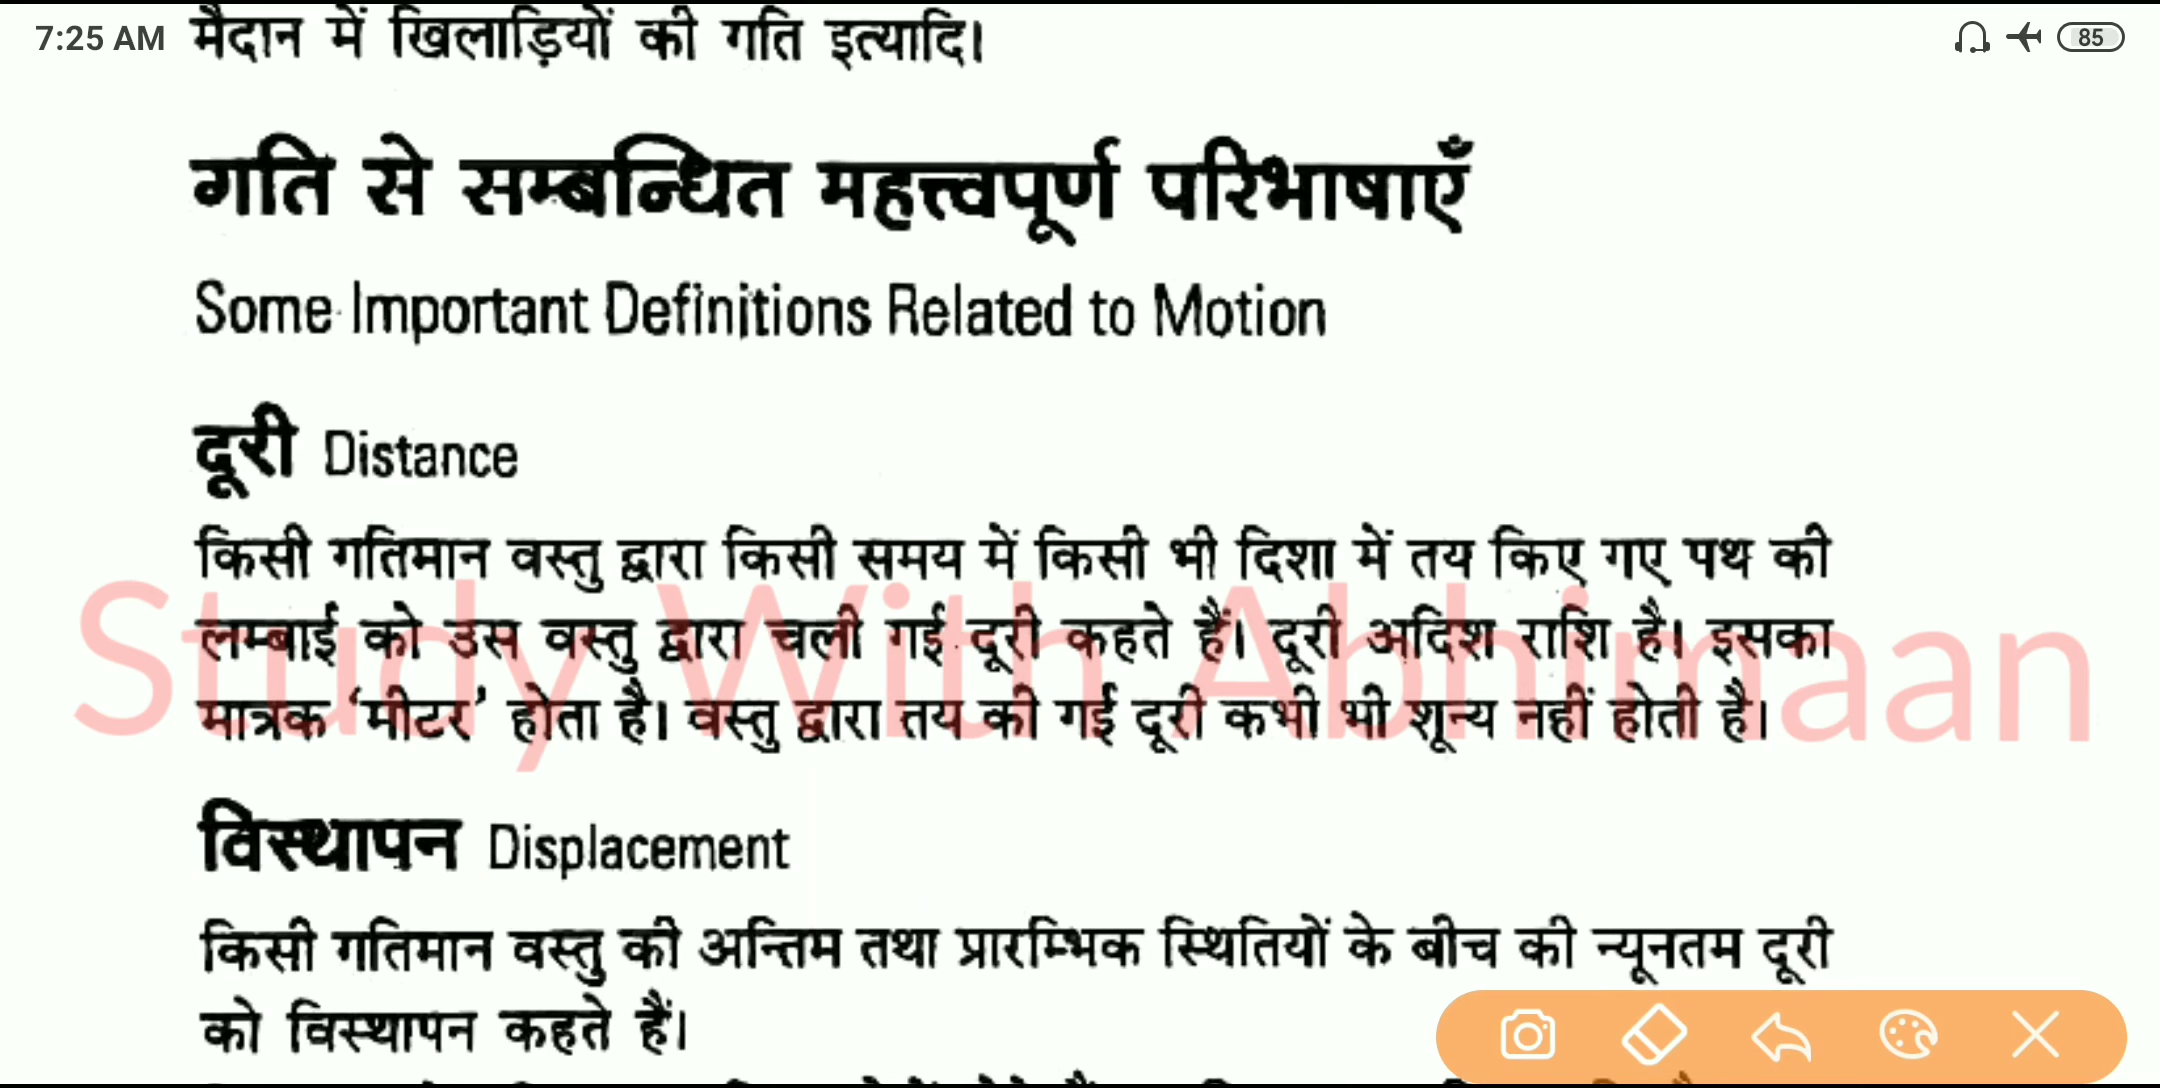 7:25 AM
85
मैदान में खिलाड़ियों की गति इत्यादि।
गति से सम्बन्धित महत्त्वपूर्ण परिभाषाएँ
Some Important Definitions Related to Motion
दूरी Distance
किसी गतिमान वस्तु द्वारा किसी समय में किसी भी दिशा में तय किए गए पथ की
लम्बाई को उस वस्तु द्वारा चली गई दूरी कहते हैं। दूरी अदिश राशि है। इसका
मात्रक ‘मीटर’ होता है। वस्तु द्वारा तय की गई दूरी कभी भी शून्य नहीं होती है।
Study With Abhimaan
विस्थापन Displacement
किसी गतिमान वस्तु की अन्तिम तथा प्रारम्भिक स्थितियों के बीच की न्यूनतम दूरी
को विस्थापन कहते हैं।